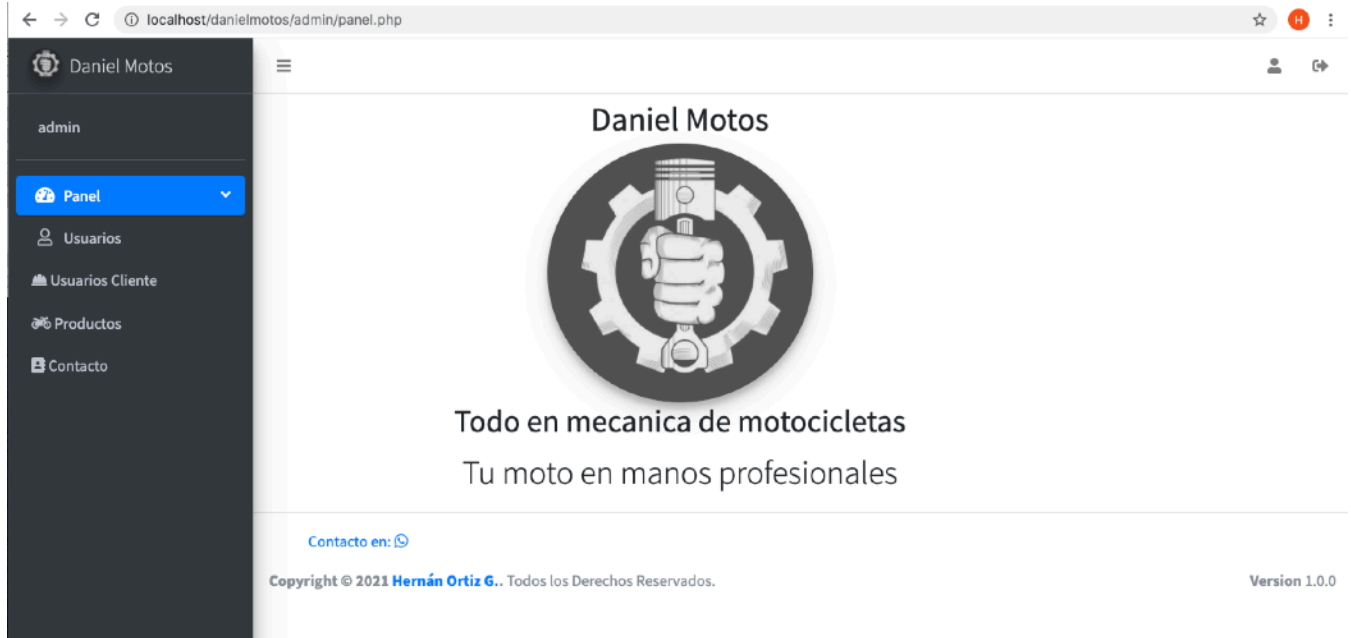 localhost/danielmotos/admin/panel.php
H
Daniel Motos
admin
Panel
Usuarios
Usuarios Cliente
Productos
Contacto
Daniel Motos
Todo en mecanica de motocicletas
Tu moto en manos profesionales
Contacto en:
Copyright © 2021 Hernán Ortiz G.. Todos los Derechos Reservados.
Version 1.0.0